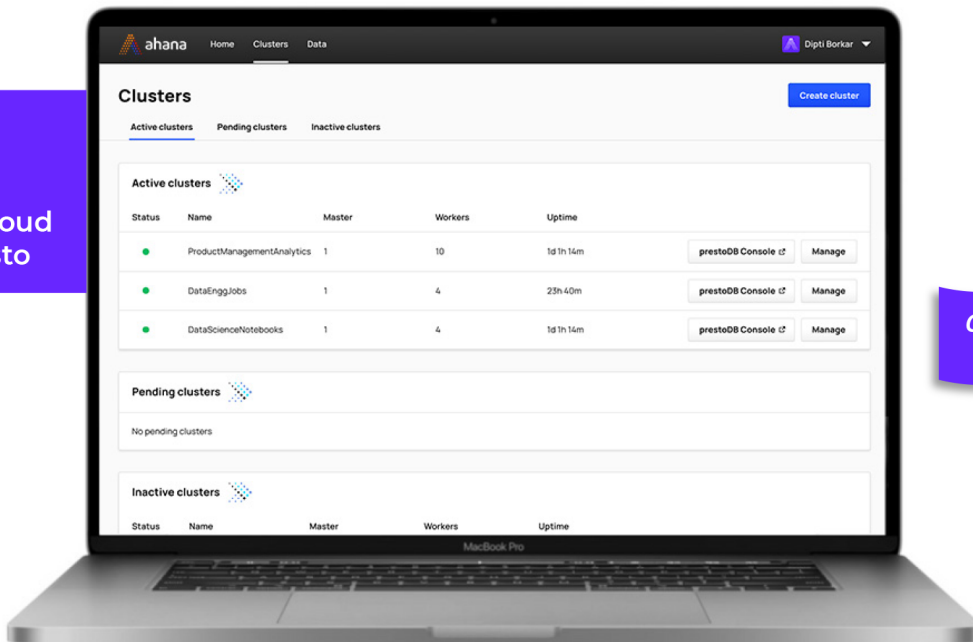 ahana Home Clusters Data Dipti Borkar
Clusters Create cluster
Active clusters Pending clusters Inactive clusters
Active clusters
Status Name Master Workers Uptime
ProductManagementAnalytics 1 10 1d 1h 14m prestoDB Console Manage
DataEnggJobs 1 4 23h 40m prestoDB Console Manage
DataScienceNotebooks 1 4 1d 1h 14m prestoDB Console Manage
Pending clusters
No pending clusters
Inactive clusters
Status Name Master Workers Uptime
MacBook Pro